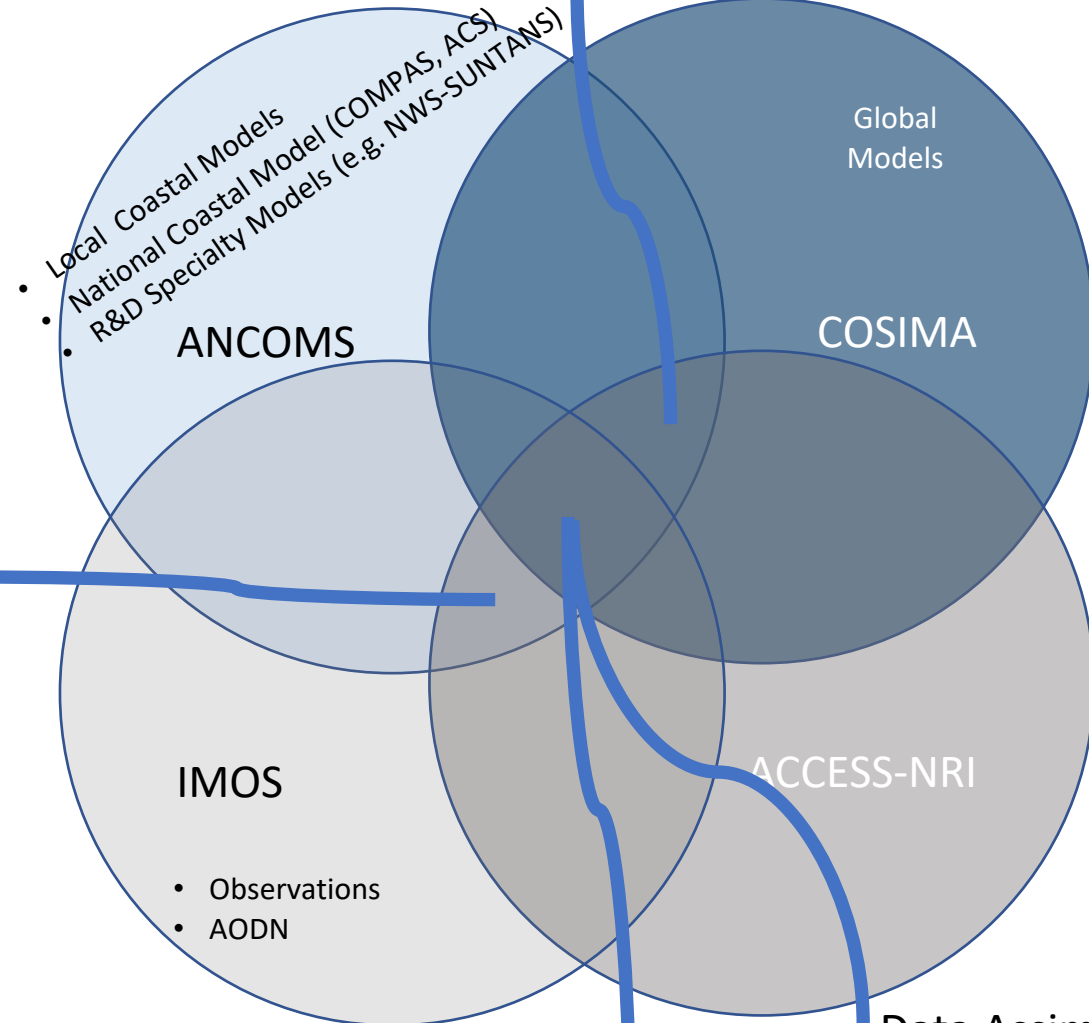 • Local Coastal Models
• National Coastal Model (COMPAS, ACS)
• R&D Specialty Models (e.g. NWS-SUNTANS)
Global
Models
ANCOMS
COSIMA
IMOS
ACCESS-NRI
• Observations
• AODN
Data